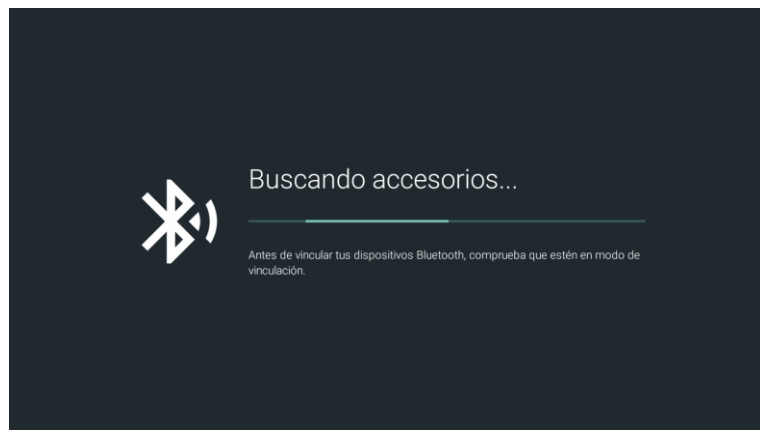 Buscando accesorios...
Antes de vincular tus dispositivos Bluetooth, comprueba que estén en modo de
vinculación.